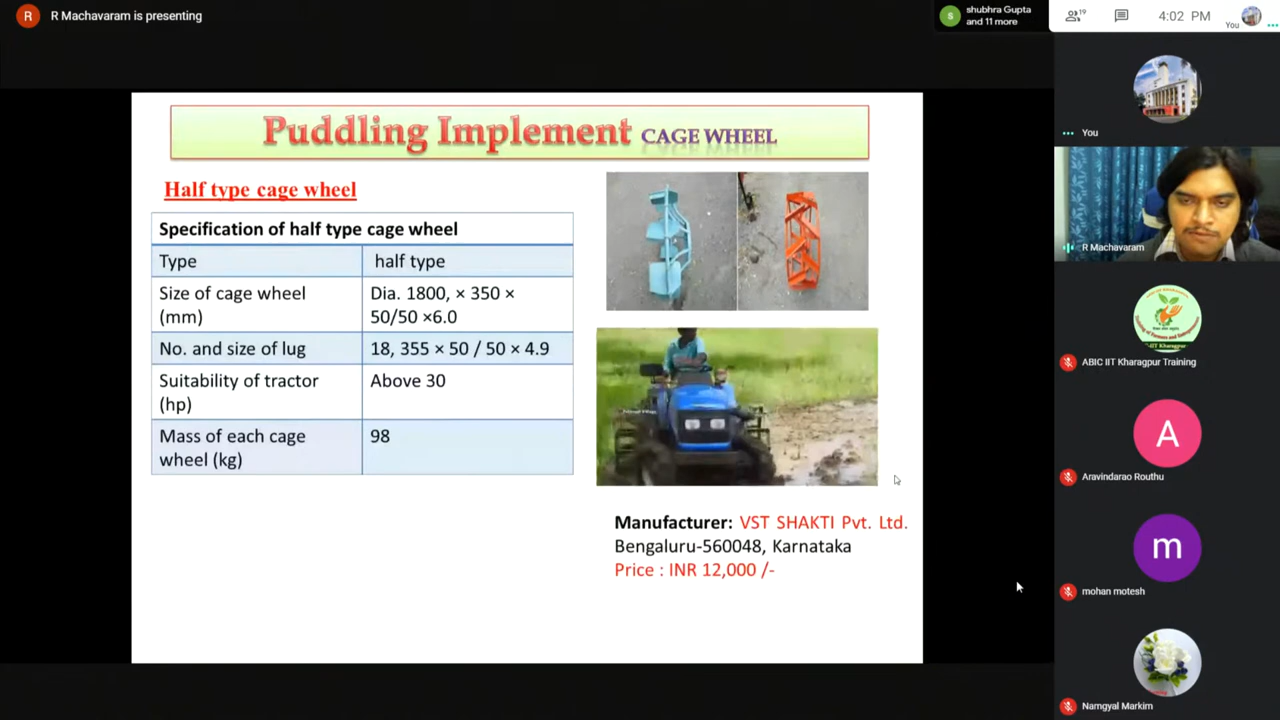 R
R Machavaram is presenting
s
shubhra Gupta
and 11 more
19
4:02 PM
You
Puddling Implement CAGE WHEEL
Half type cage wheel
Specification of half type cage wheel
Type half type
Size of cage wheel Dia. 1800, × 350 ×
(mm) 50/50 ×6.0
No. and size of lug 18, 355 × 50 / 50 × 4.9
Suitability of tractor Above 30
(hp)
Mass of each cage 98
wheel (kg)
Manufacturer: VST SHAKTI Pvt. Ltd.
Bengaluru-560048, Karnataka
Price : INR 12,000 /-
You
R Machavaram
ABIC IIT Kharagpur Training
A
Aravindarao Routhu
m
mohan motesh
Namgyal Markim